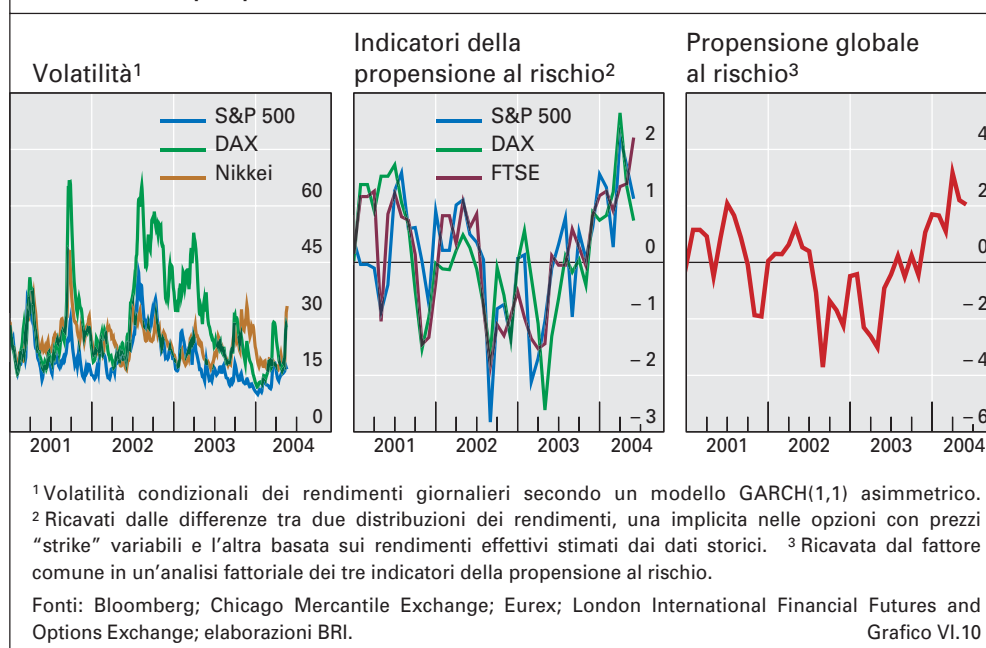 Volatilità¹
Indicatori della
propensione al rischio²
Propensione globale
al rischio³
S&P 500
DAX
Nikkei
60
45
30
15
0
2001 2002 2003 2004
S&P 500
DAX
FTSE
2
1
0
– 1
– 2
– 3
2001 2002 2003 2004
4
2
0
– 2
– 4
– 6
2001 2002 2003 2004
¹ Volatilità condizionali dei rendimenti giornalieri secondo un modello GARCH(1,1) asimmetrico.
² Ricavati dalle differenze tra due distribuzioni dei rendimenti, una implicita nelle opzioni con prezzi
“strike” variabili e l’altra basata sui rendimenti effettivi stimati dai dati storici. ³ Ricavata dal fattore
comune in un’analisi fattoriale dei tre indicatori della propensione al rischio.
Fonti: Bloomberg; Chicago Mercantile Exchange; Eurex; London International Financial Futures and
Options Exchange; elaborazioni BRI. Grafico VI.10